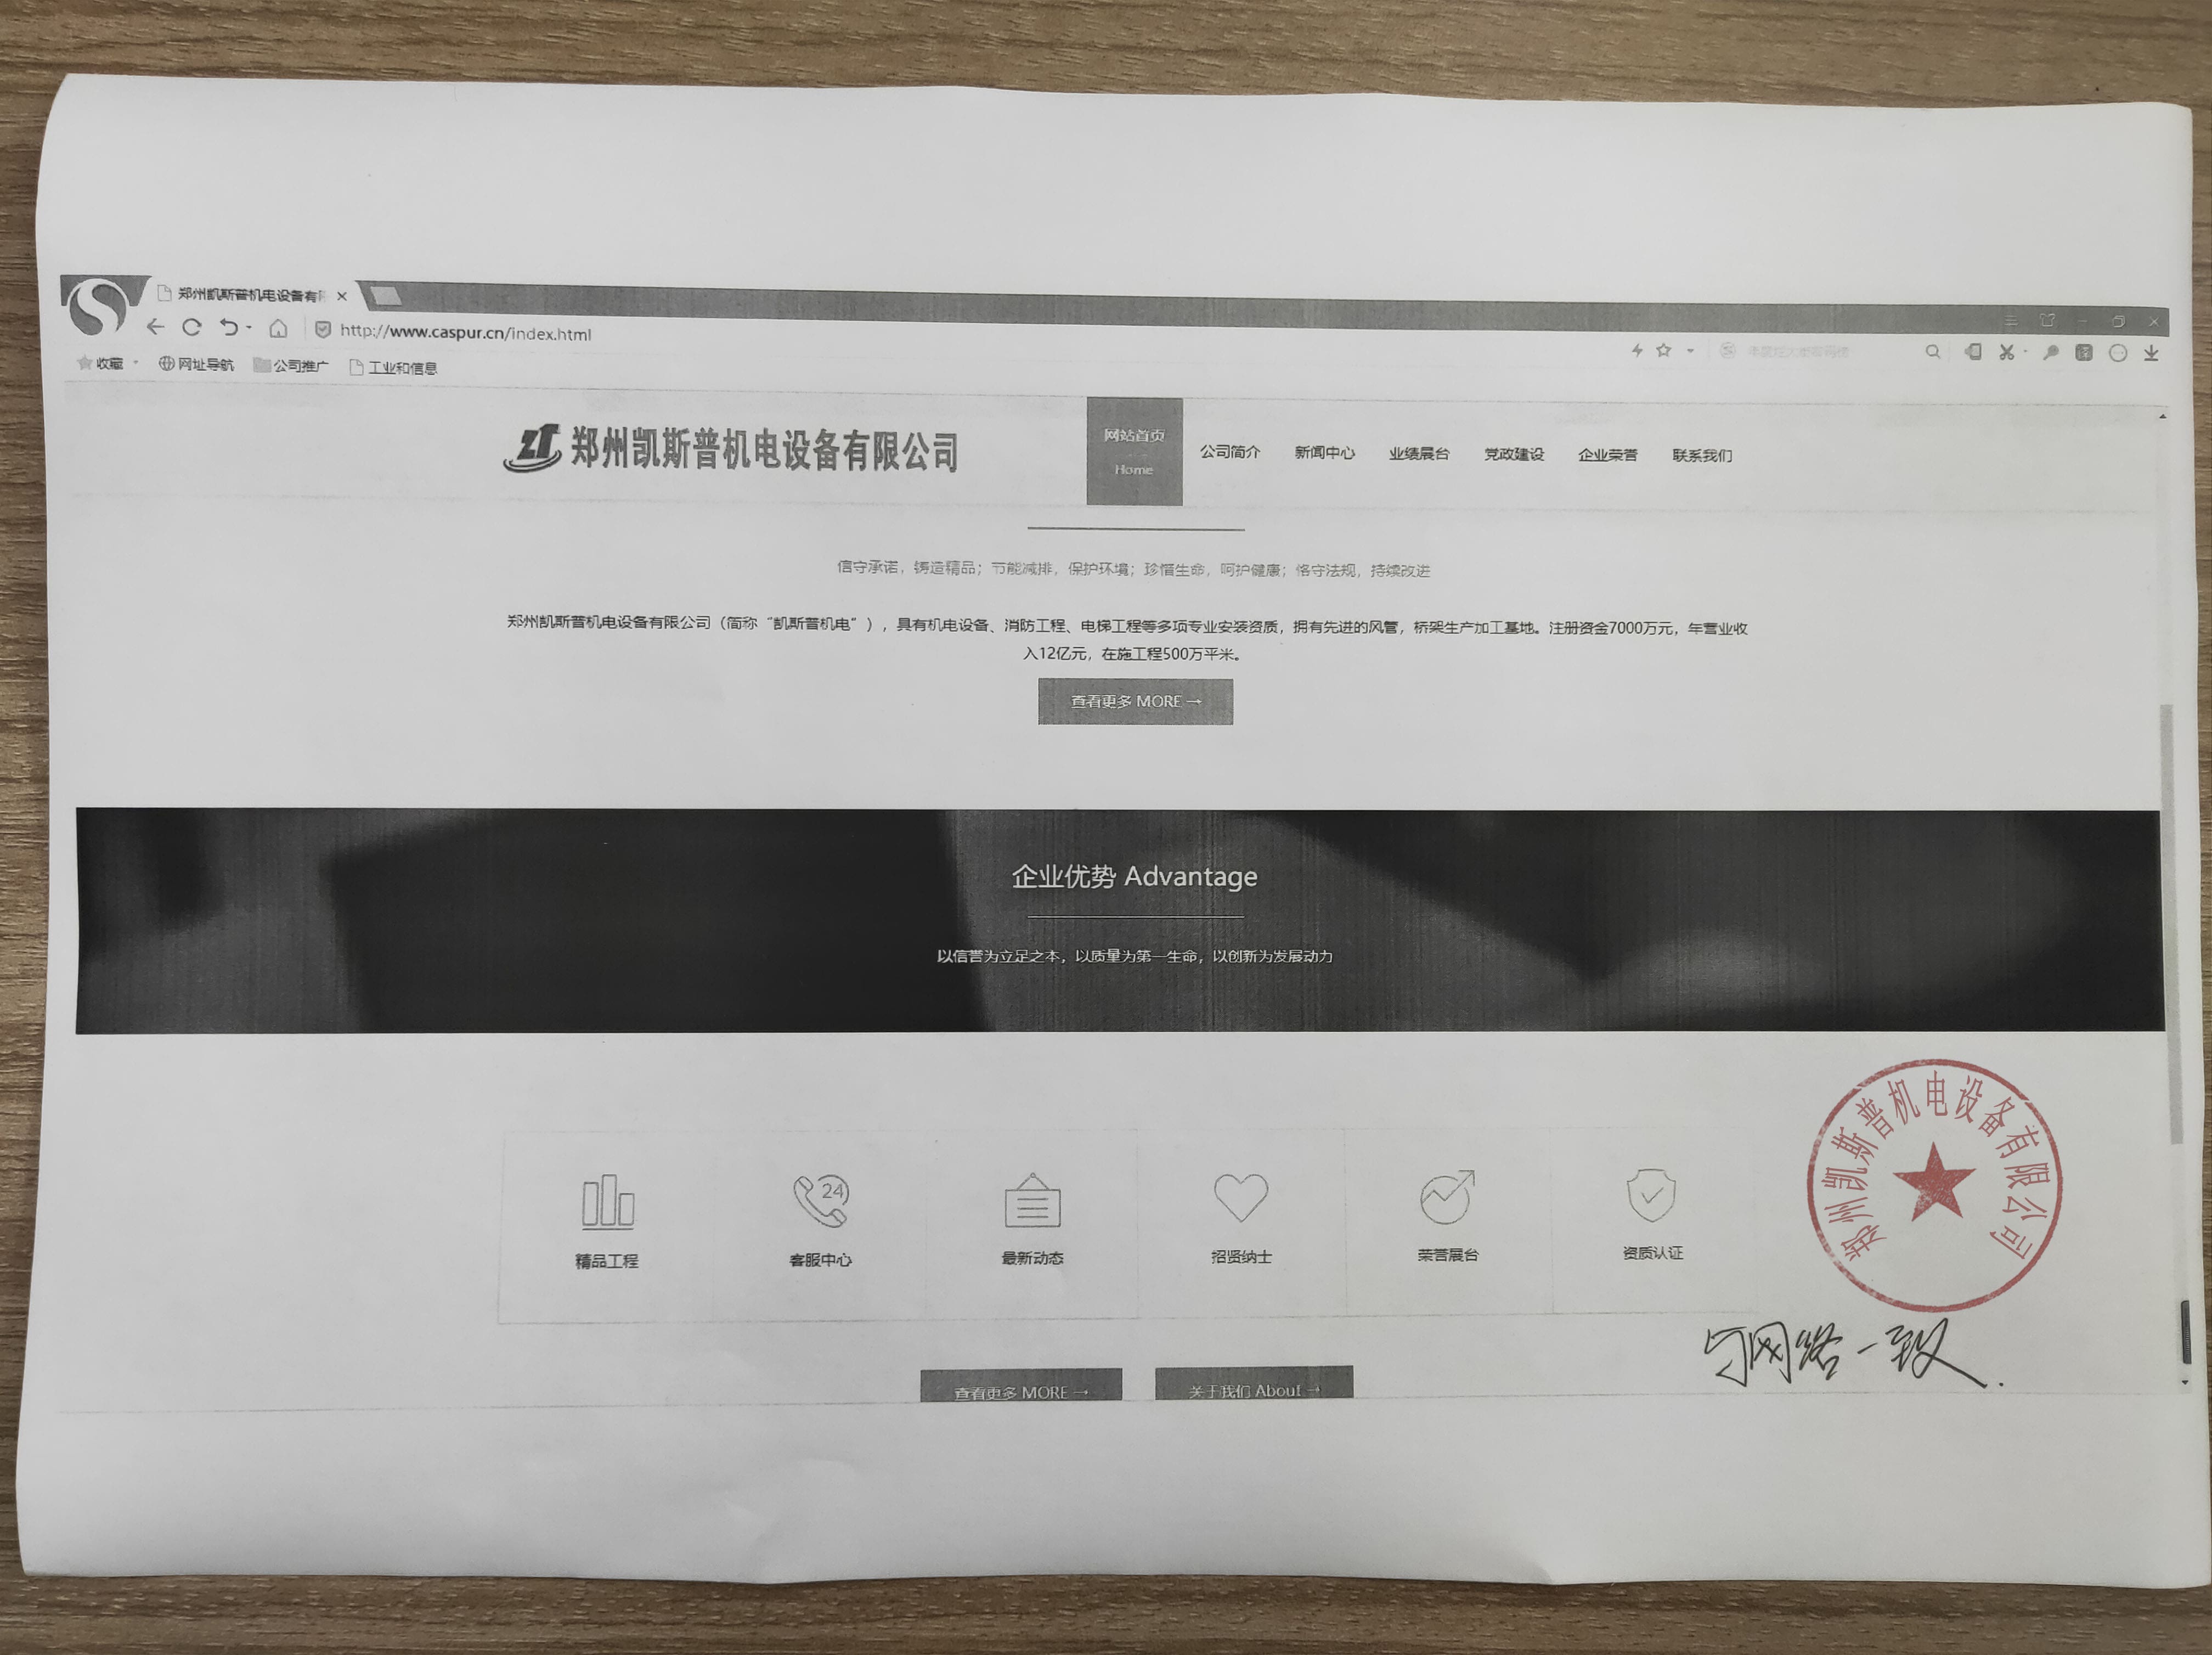 郑州凯斯普机电设备有
http://www.caspur.cn/index.html
收藏 网址导航 公司推广 工业和信息
郑州凯斯普机电设备有限公司
网站首页
Home
公司简介 新闻中心 业绩展台 党政建设 企业荣誉 联系我们
信守承诺，铸造精品；节能减排，保护环境；珍惜生命，呵护健康；恪守法规，持续改进
郑州凯斯普机电设备有限公司（简称“凯斯普机电”），具有机电设备、消防工程、电梯工程等多项专业安装资质，拥有先进的风管，桥架生产加工基地。注册资金7000万元，年营业收
入12亿元，在施工程500万平米。
查看更多 MORE →
企业优势 Advantage
以信誉为立足之本，以质量为第一生命，以创新为发展动力
24
精品工程 客服中心 最新动态 招贤纳士 荣誉展台 资质认证
郑州凯斯普机电设备有限公司
与网络一致.
查看更多 MORE → 关于我们 About →